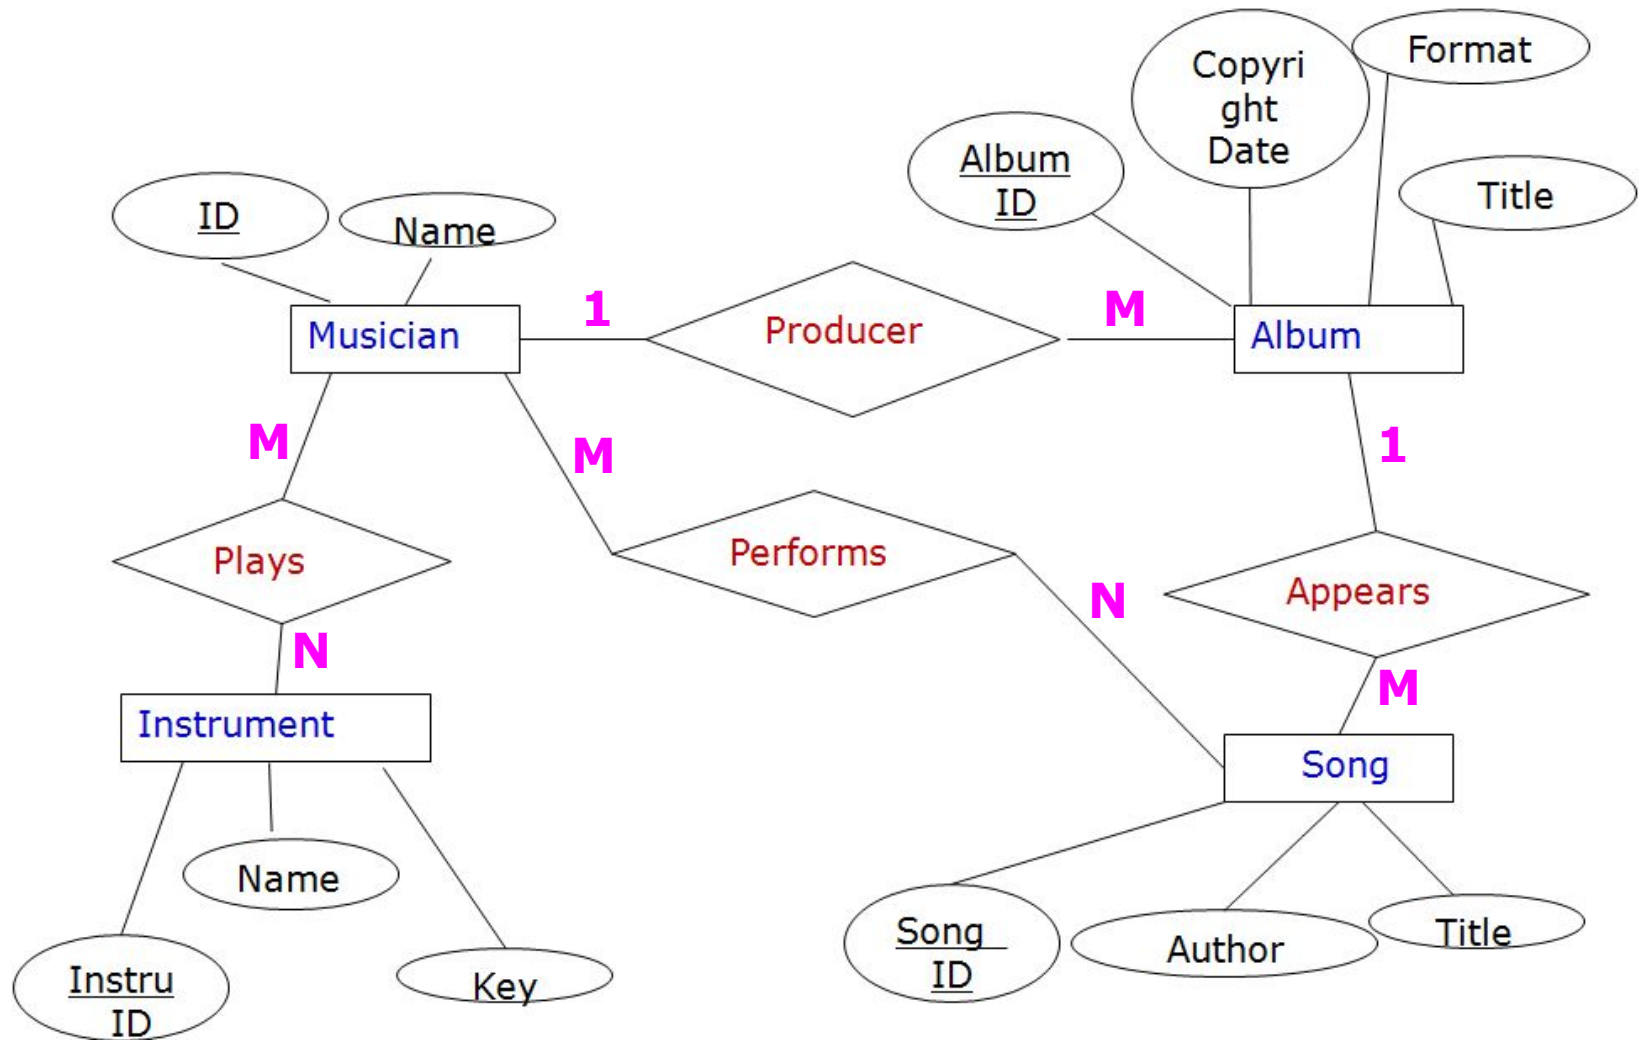 Copyri
ght
Date
Format
Album
ID
Title
ID
Name
Musician
1
Producer
M
Album
M
M
1
Plays
Performs
Appears
N
N
M
Instrument
Song
Name
Instru
ID
Key
Song
ID
Author
Title